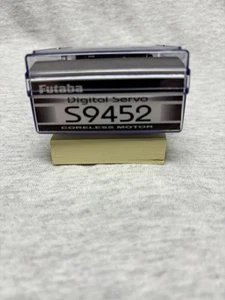 Futaba
Digital Servo
S9452
CORELESS MOTOR